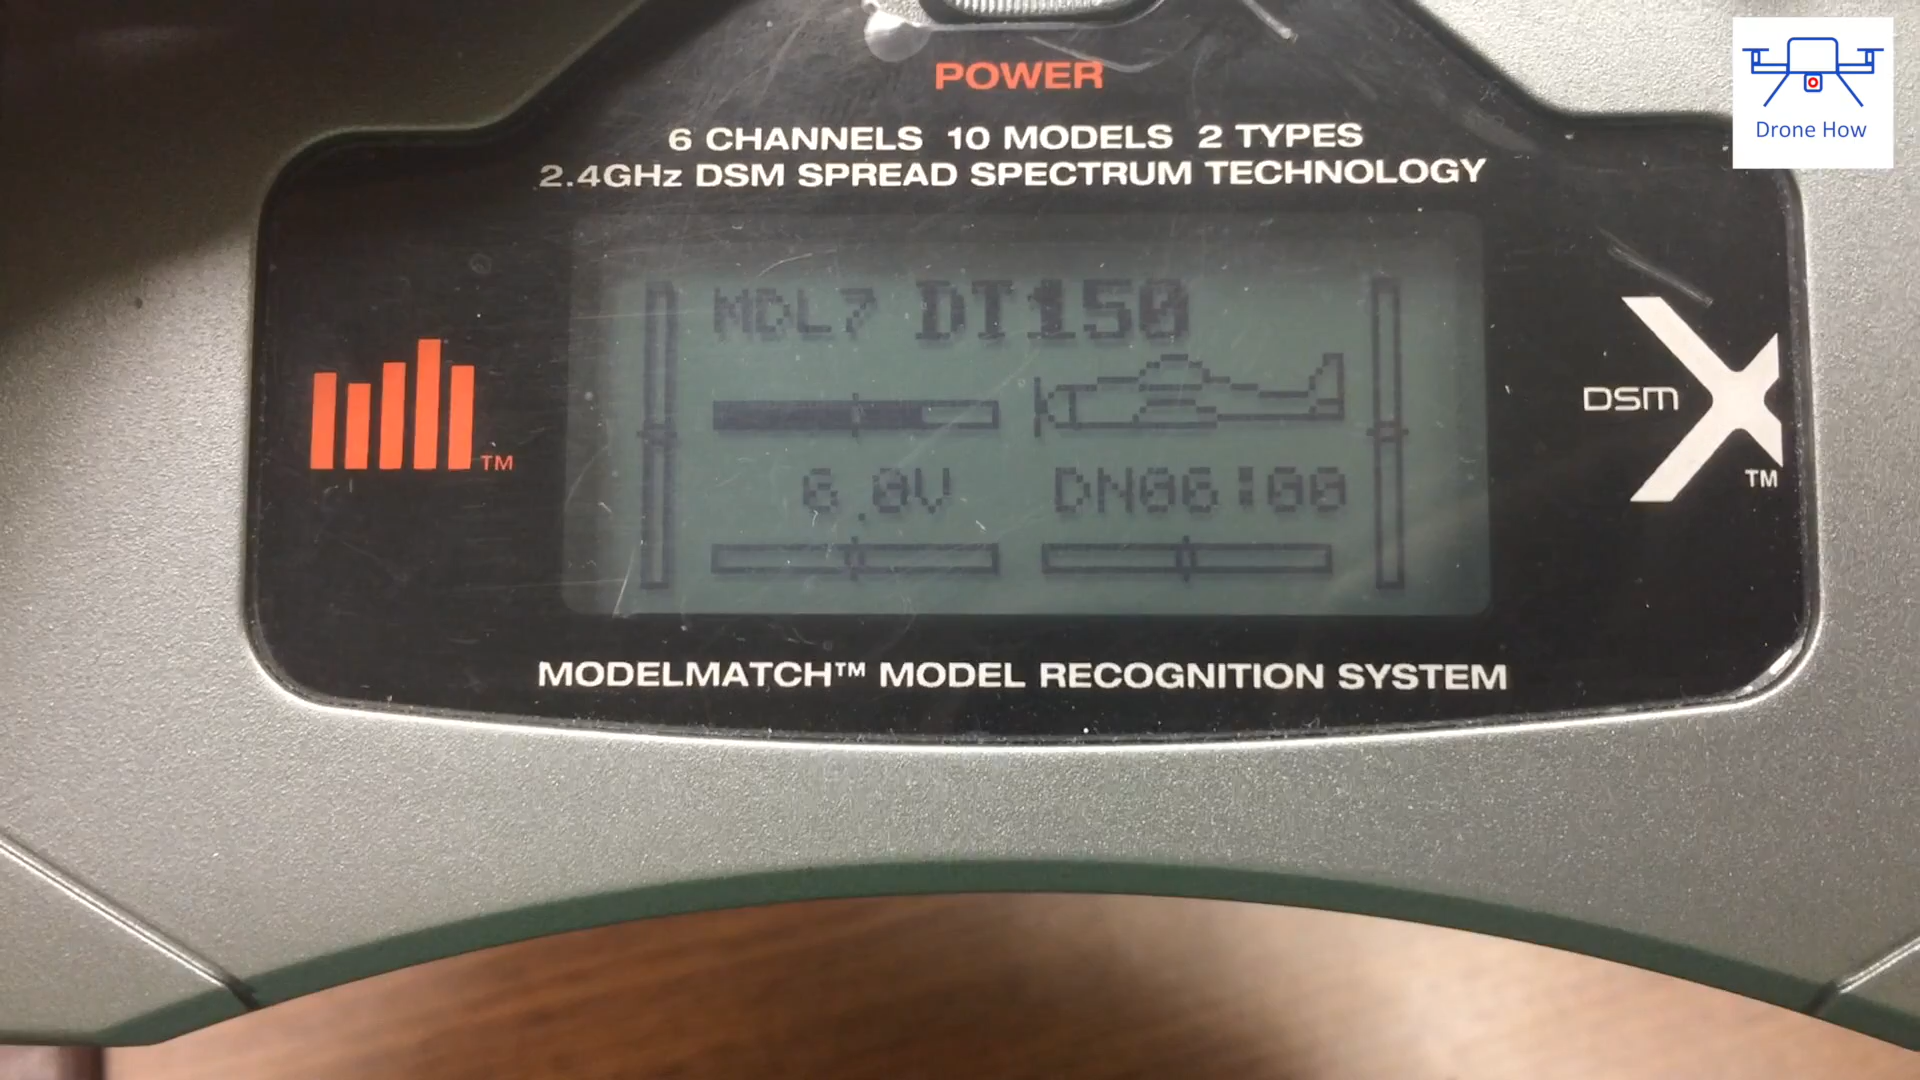 Drone How
POWER
6 CHANNELS 10 MODELS 2 TYPES
2.4GHz DSM SPREAD SPECTRUM TECHNOLOGY
MDL7 DT150
TM
DSM X TM
6.0V DN06:00
MODELMATCH™ MODEL RECOGNITION SYSTEM